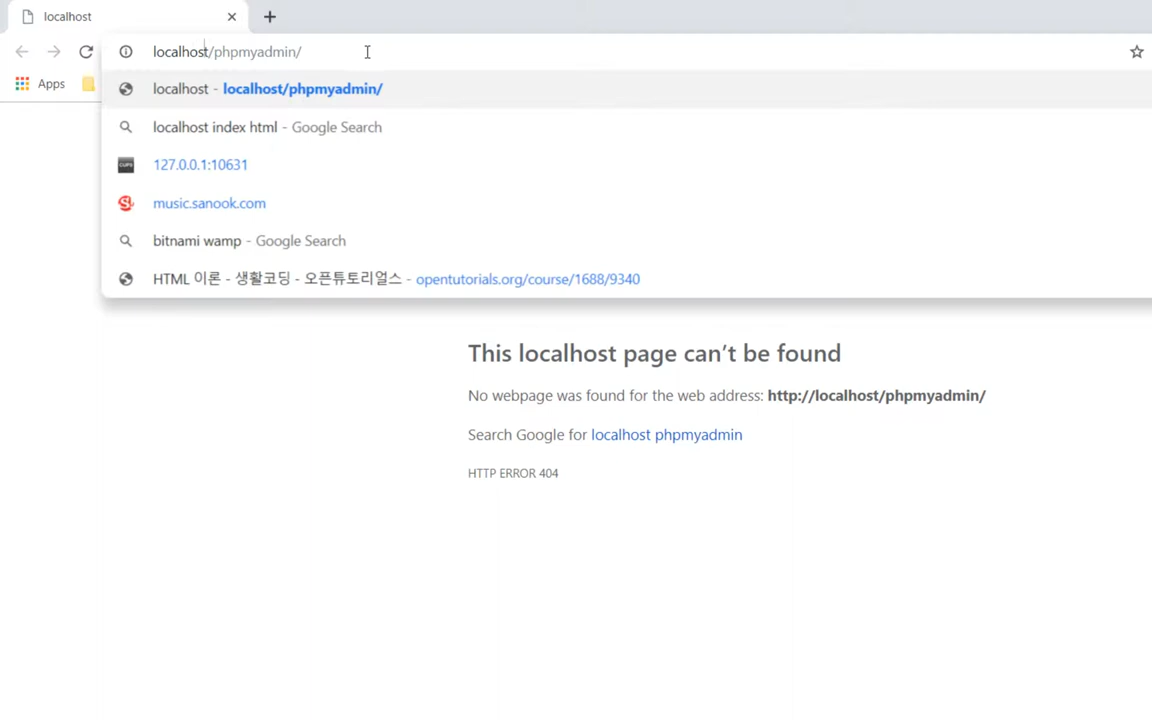 localhost
localhost/phpmyadmin/
Apps
localhost - localhost/phpmyadmin/
localhost index html - Google Search
CUPS 127.0.0.1:10631
music.sanook.com
bitnami wamp - Google Search
HTML 이론 - 생활코딩 - 오픈튜토리얼스 - opentutorials.org/course/1688/9340
This localhost page can’t be found
No webpage was found for the web address: http://localhost/phpmyadmin/
Search Google for localhost phpmyadmin
HTTP ERROR 404